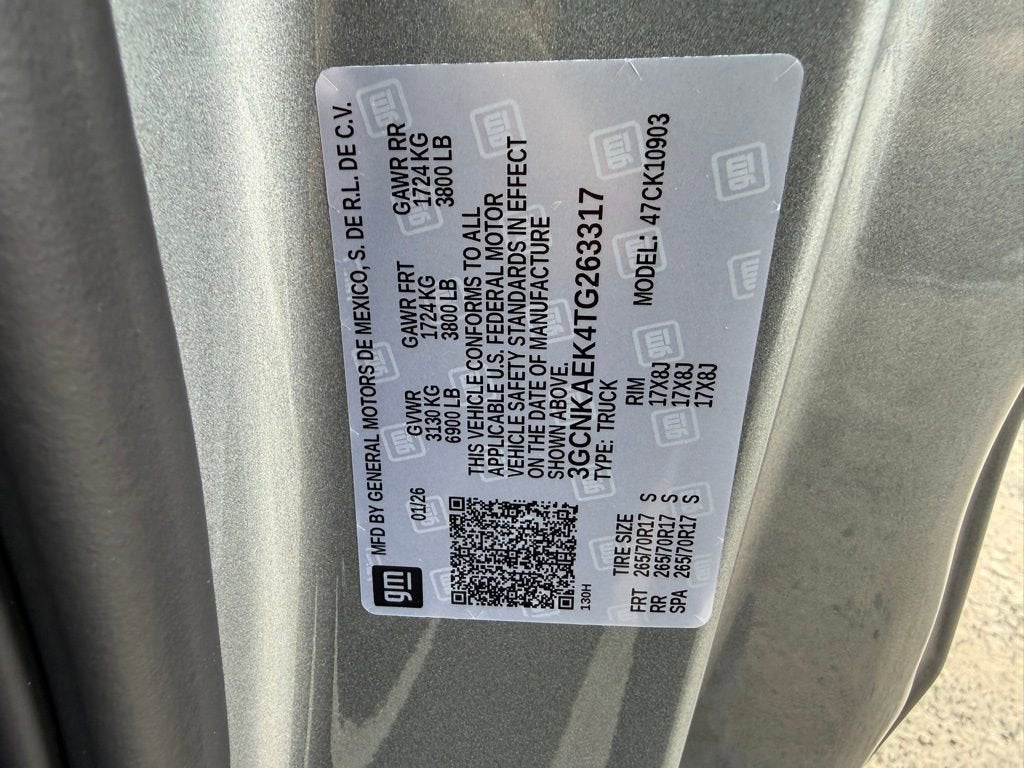 gm
MFD BY GENERAL MOTORS DE MEXICO, S. DE R.L. DE C.V.
01/26
GVWR GAWR FRT GAWR RR
3130 KG 1724 KG 1724 KG
6900 LB 3800 LB 3800 LB
THIS VEHICLE CONFORMS TO ALL
APPLICABLE U.S. FEDERAL MOTOR
VEHICLE SAFETY STANDARDS IN EFFECT
ON THE DATE OF MANUFACTURE
SHOWN ABOVE.
3GCNKAEK4TG263317
130H
TYPE: TRUCK
MODEL: 47CK10903
TIRE SIZE RIM
FRT 265/70R17 S 17X8J
RR 265/70R17 S 17X8J
SPA 265/70R17 S 17X8J